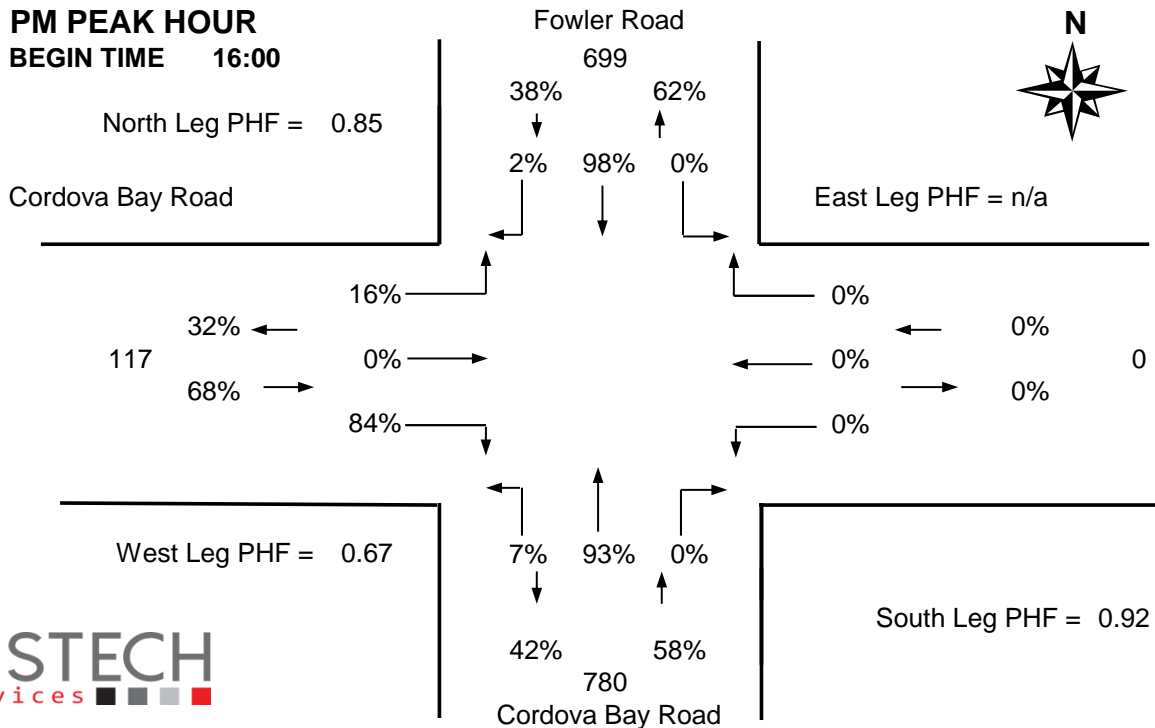 PM PEAK HOUR
BEGIN TIME 16:00
Fowler Road
699
N
38% 62%
North Leg PHF = 0.85
2% 98% 0%
Cordova Bay Road
East Leg PHF = n/a
16% 0%
32% 0%
117 0% 0% 0
68% 0%
84% 0%
West Leg PHF = 0.67
7% 93% 0%
South Leg PHF = 0.92
42% 58%
780
Cordova Bay Road
STECH
vices